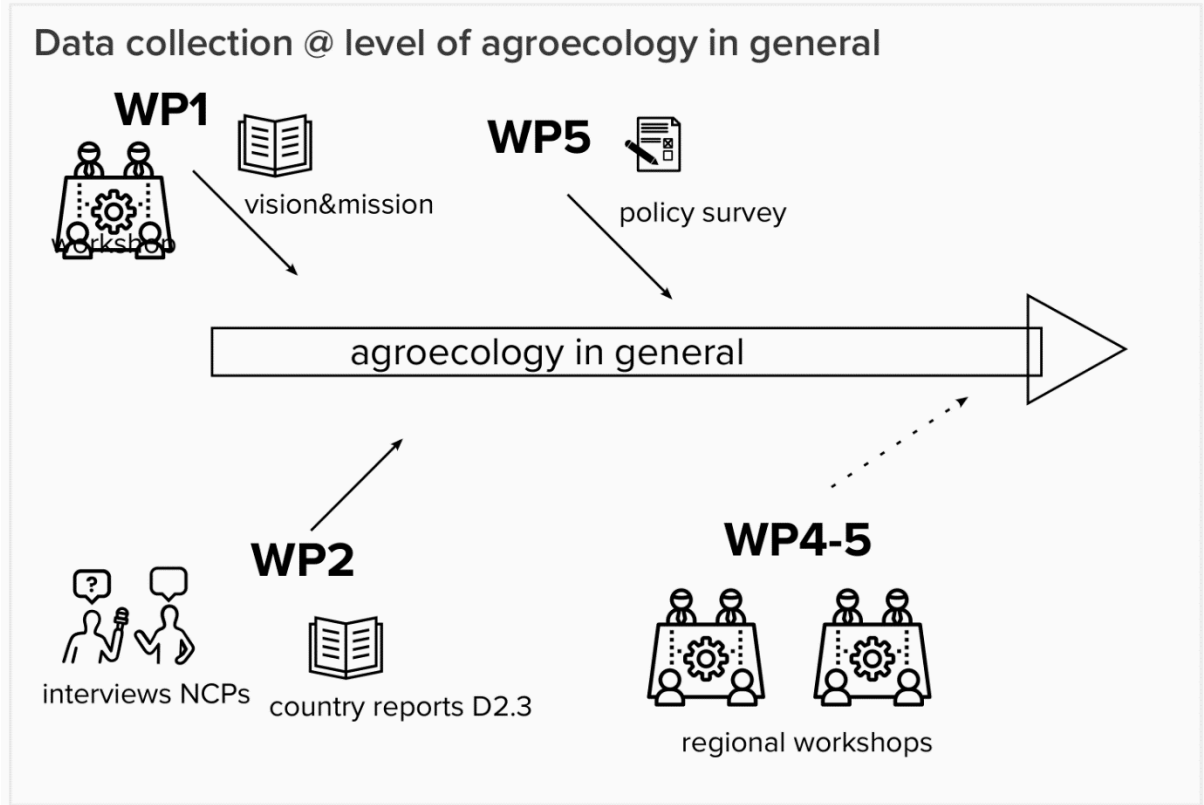 Data collection @ level of agroecology in general
WP1
workshop
vision&mission
WP5
policy survey
agroecology in general
WP2
?
interviews NCPs
country reports D2.3
WP4-5
regional workshops